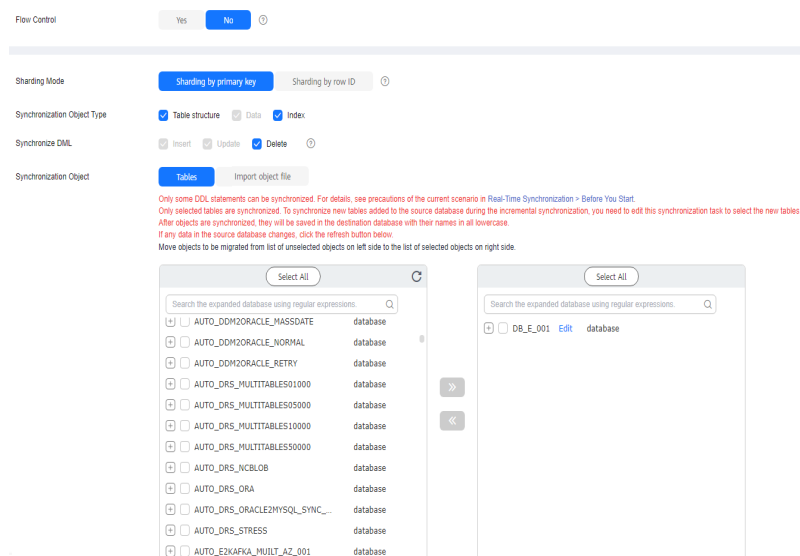 Flow Control Yes No
Sharding Mode Sharding by primary key Sharding by row ID
Synchronization Object Type Table structure Data Index
Synchronize DML Insert Update Delete
Synchronization Object Tables Import object file
Only some DDL statements can be synchronized. For details, see precautions of the current scenario in Real-Time Synchronization > Before You Start.
Only selected tables are synchronized. To synchronize new tables added to the source database during the incremental synchronization, you need to edit this synchronization task to select the new tables
After objects are synchronized, they will be saved in the destination database with their names in all lowercase.
If any data in the source database changes, click the refresh button below.
Move objects to be migrated from list of unselected objects on left side to the list of selected objects on right side.
Select All
Search the expanded database using regular expressions.
AUTO_DDM2ORACLE_MASSDATE database
AUTO_DDM2ORACLE_NORMAL database
AUTO_DDM2ORACLE_RETRY database
AUTO_DRS_MULTITABLES01000 database
AUTO_DRS_MULTITABLES05000 database
AUTO_DRS_MULTITABLES10000 database
AUTO_DRS_MULTITABLES50000 database
AUTO_DRS_NCBLOB database
AUTO_DRS_ORA database
AUTO_DRS_ORACLE2MYSQL_SYNC_... database
AUTO_DRS_STRESS database
AUTO_E2KAFKA_MUILT_AZ_001 database
Select All
Search the expanded database using regular expressions.
DB_E_001 Edit database